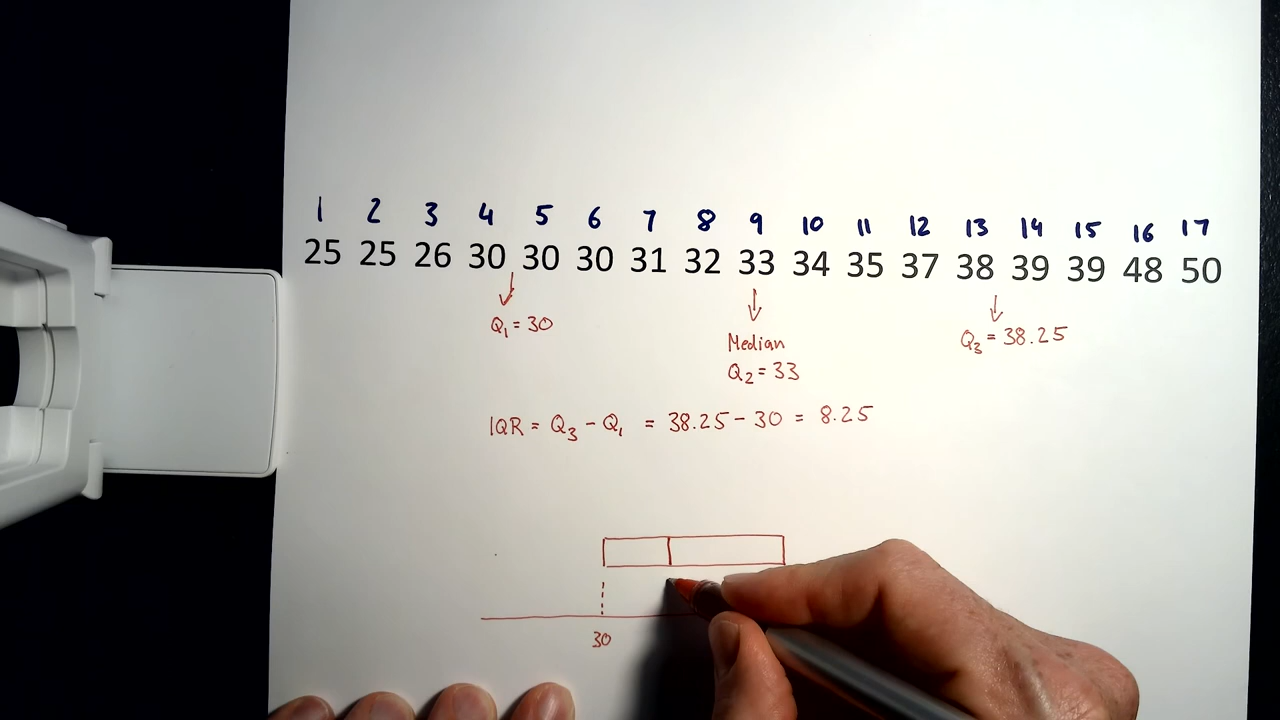 1 2 3 4 5 6 7 8 9 10 11 12 13 14 15 16 17
25 25 26 30 30 30 31 32 33 34 35 37 38 39 39 48 50
Q₁ = 30
Median
Q₂ = 33
Q₃ = 38.25
IQR = Q₃ - Q₁ = 38.25 - 30 = 8.25
30